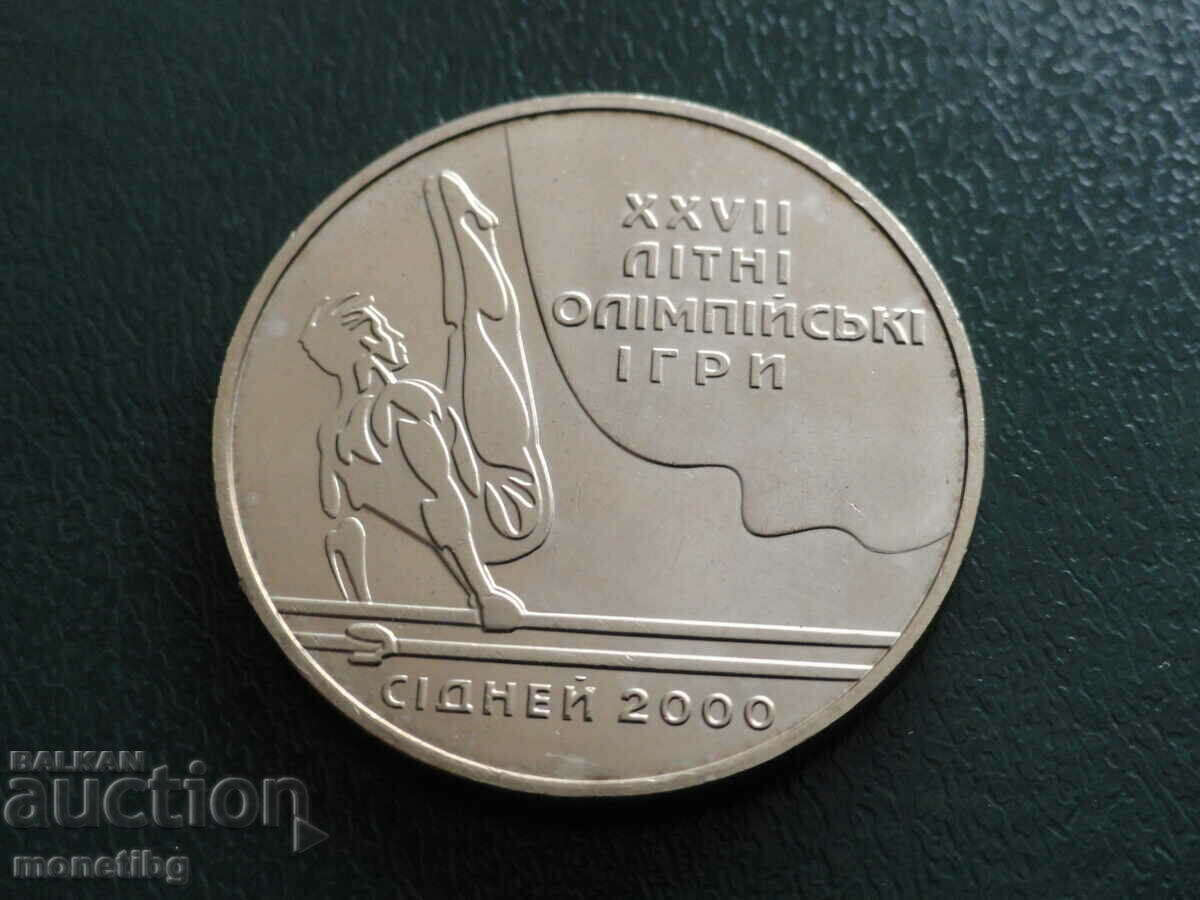 XXVII
ЛІТНІ
ОЛІМПІЙСЬКІ
ІГРИ
СІДНЕЙ 2000
BALKAN
auction
monetibg